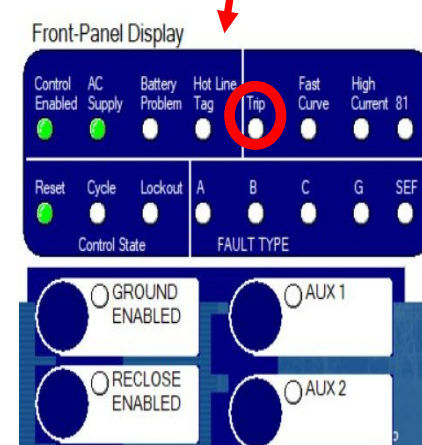 Front-Panel Display
Control Enabled
AC Supply
Battery Problem
Hot Line Tag
Trip
Fast Curve
High Current
81
Reset
Cycle
Lockout
A
B
C
G
SEF
Control State
FAULT TYPE
GROUND ENABLED
AUX 1
RECLOSE ENABLED
AUX 2